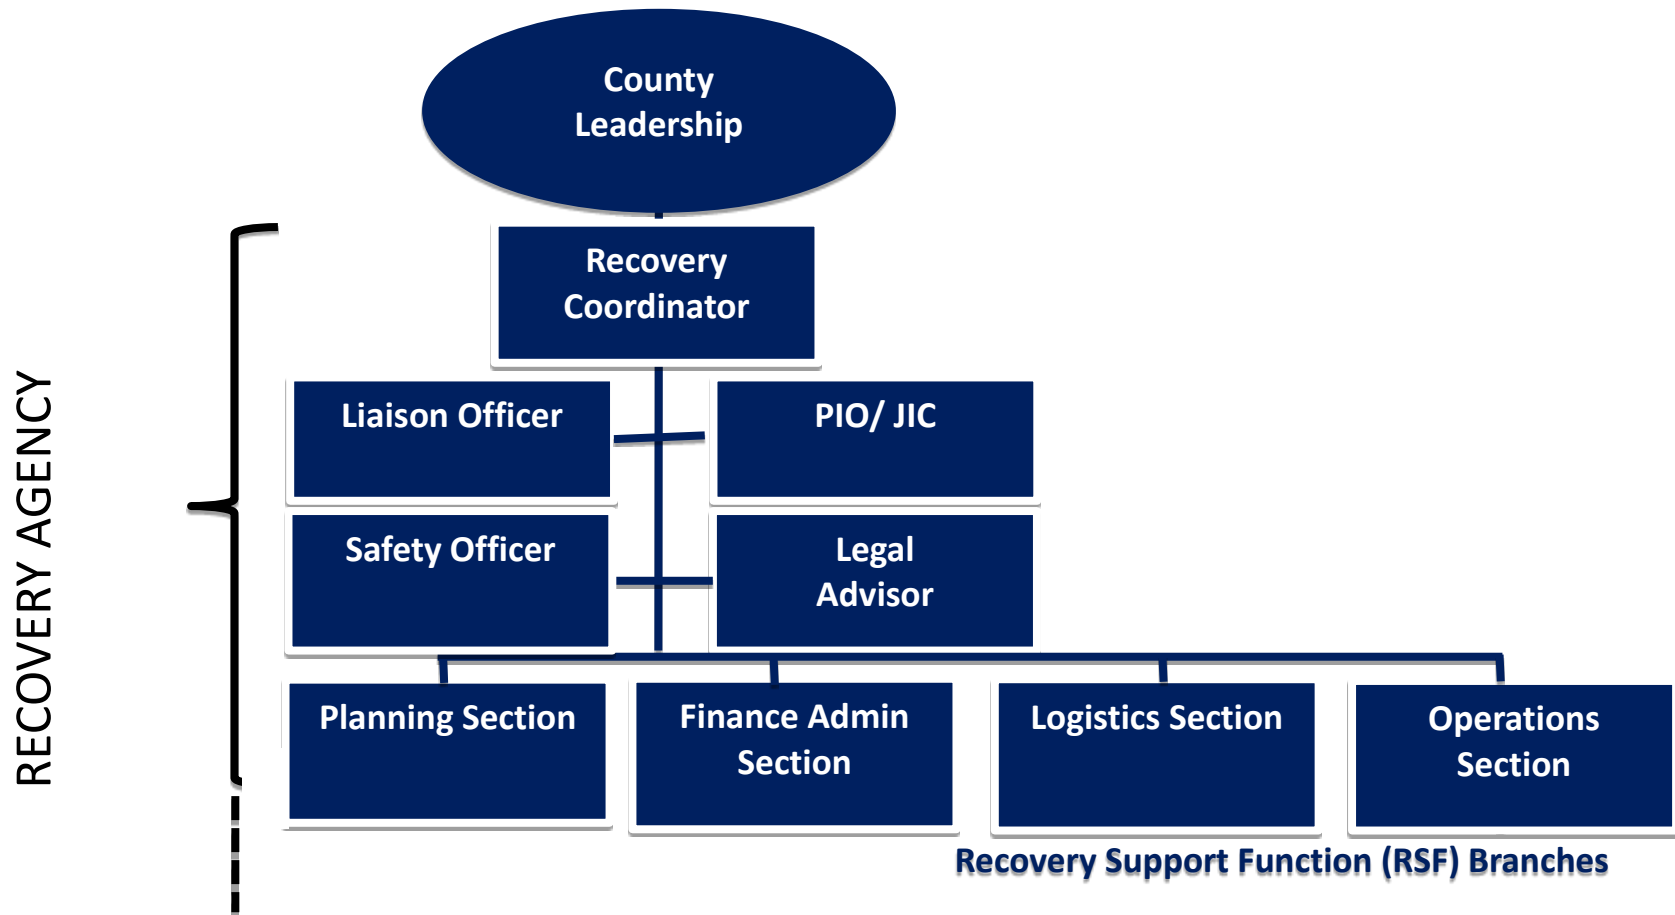 County
Leadership
Recovery
Coordinator
RECOVERY AGENCY
Liaison Officer
PIO/ JIC
Safety Officer
Legal
Advisor
Planning Section
Finance Admin
Section
Logistics Section
Operations
Section
Recovery Support Function (RSF) Branches